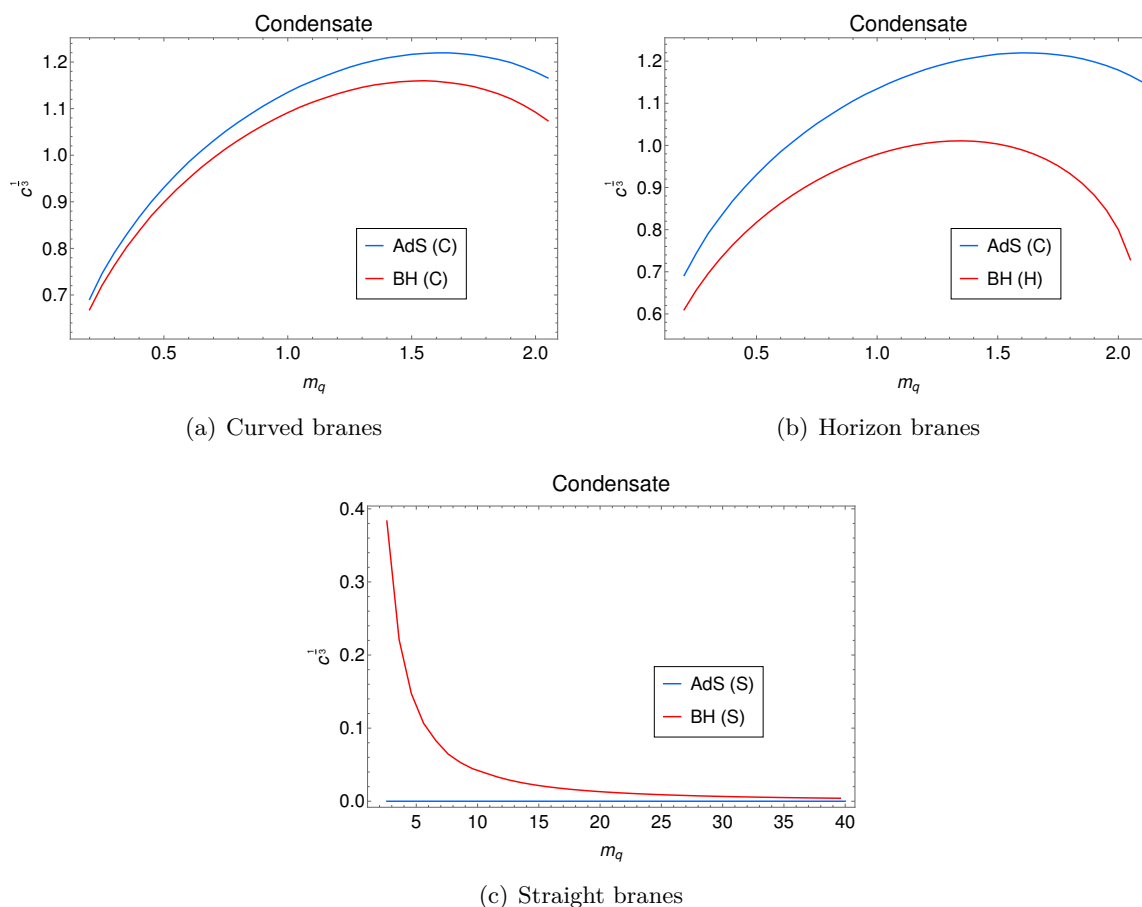 Condensate
c^{1/3}
1.2
1.1
1.0
0.9
0.8
0.7
AdS (C)
BH (C)
0.5 1.0 1.5 2.0
m_q
(a) Curved branes
Condensate
c^{1/3}
1.2
1.1
1.0
0.9
0.8
0.7
0.6
AdS (C)
BH (H)
0.5 1.0 1.5 2.0
m_q
(b) Horizon branes
Condensate
c^{1/3}
0.4
0.3
0.2
0.1
0.0
AdS (S)
BH (S)
5 10 15 20 25 30 35 40
m_q
(c) Straight branes